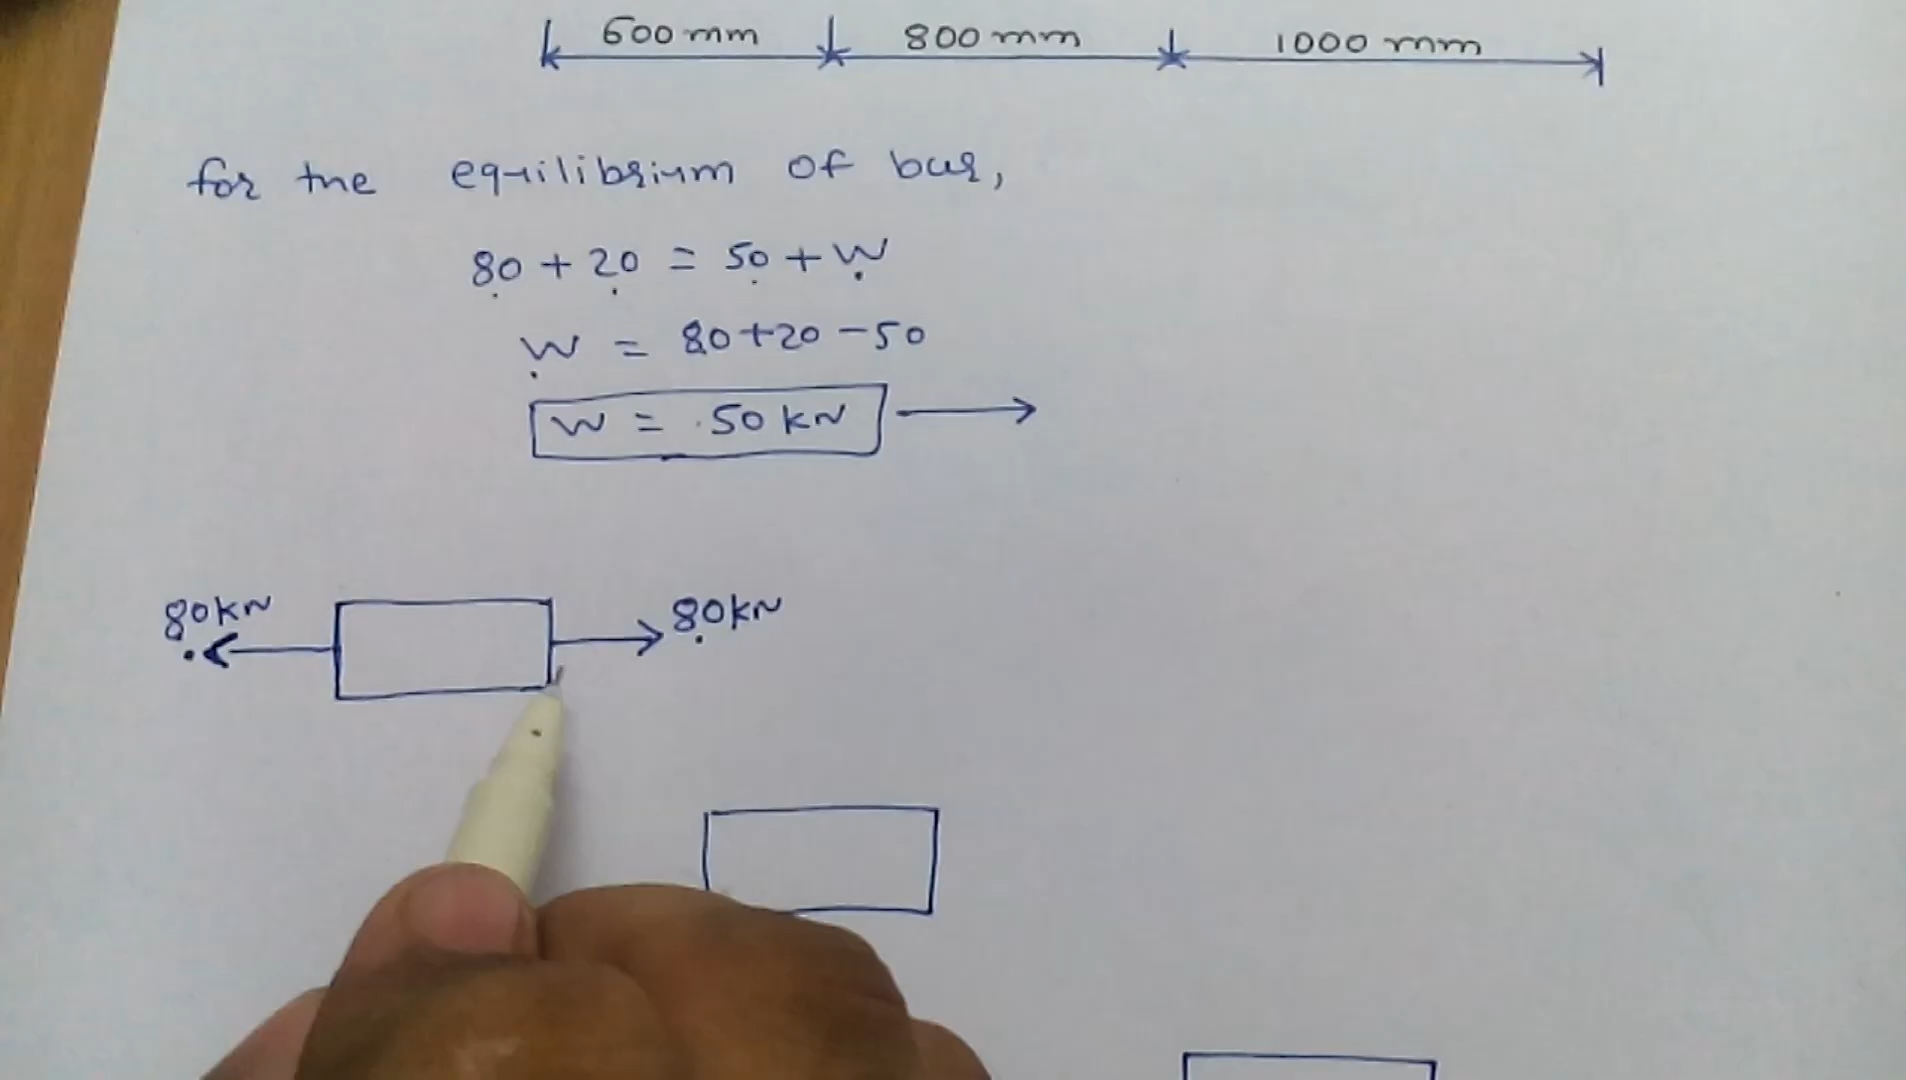 600 mm 800 mm 1000 mm
for the equilibrium of bar,
80 + 20 = 50 + W
W = 80+20-50
W = 50 kN
80kN 80kN